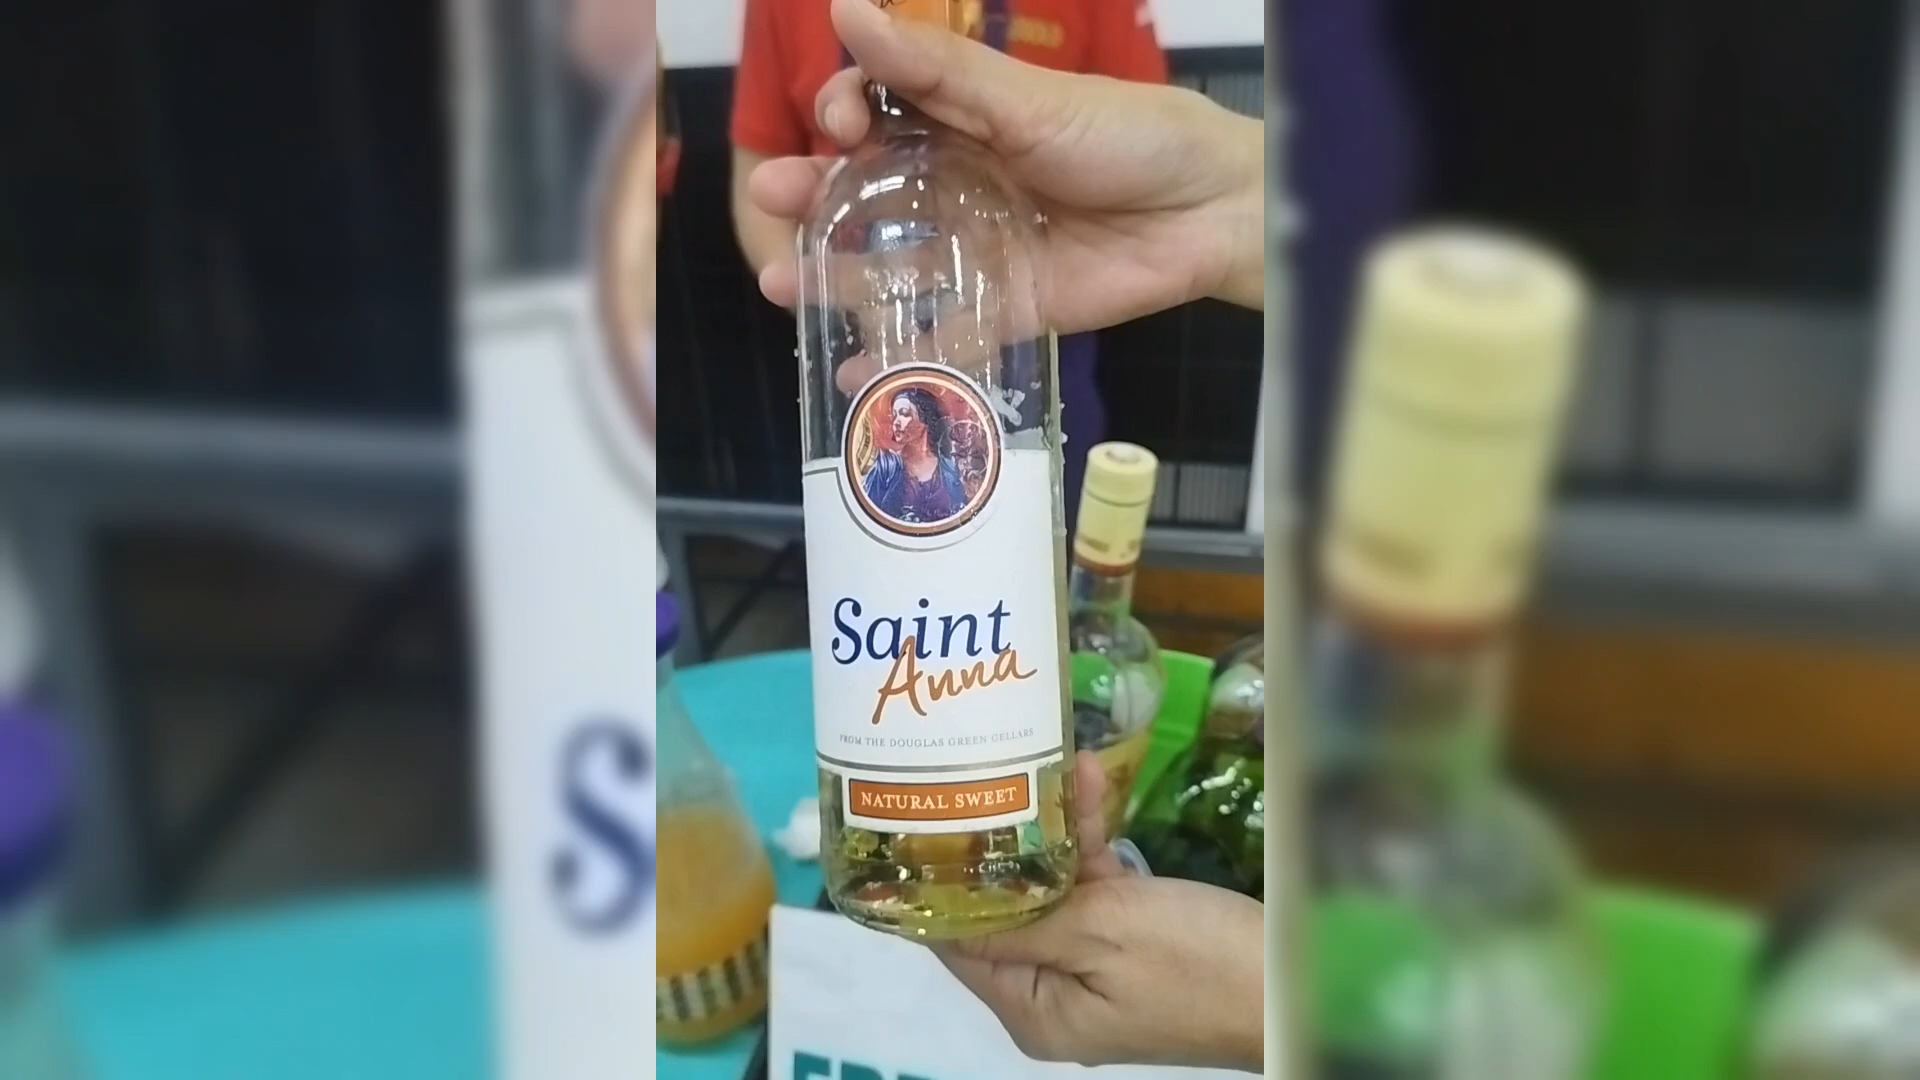 Saint
Anna
FROM THE DOUGLAS GREEN CELLARS
NATURAL SWEET